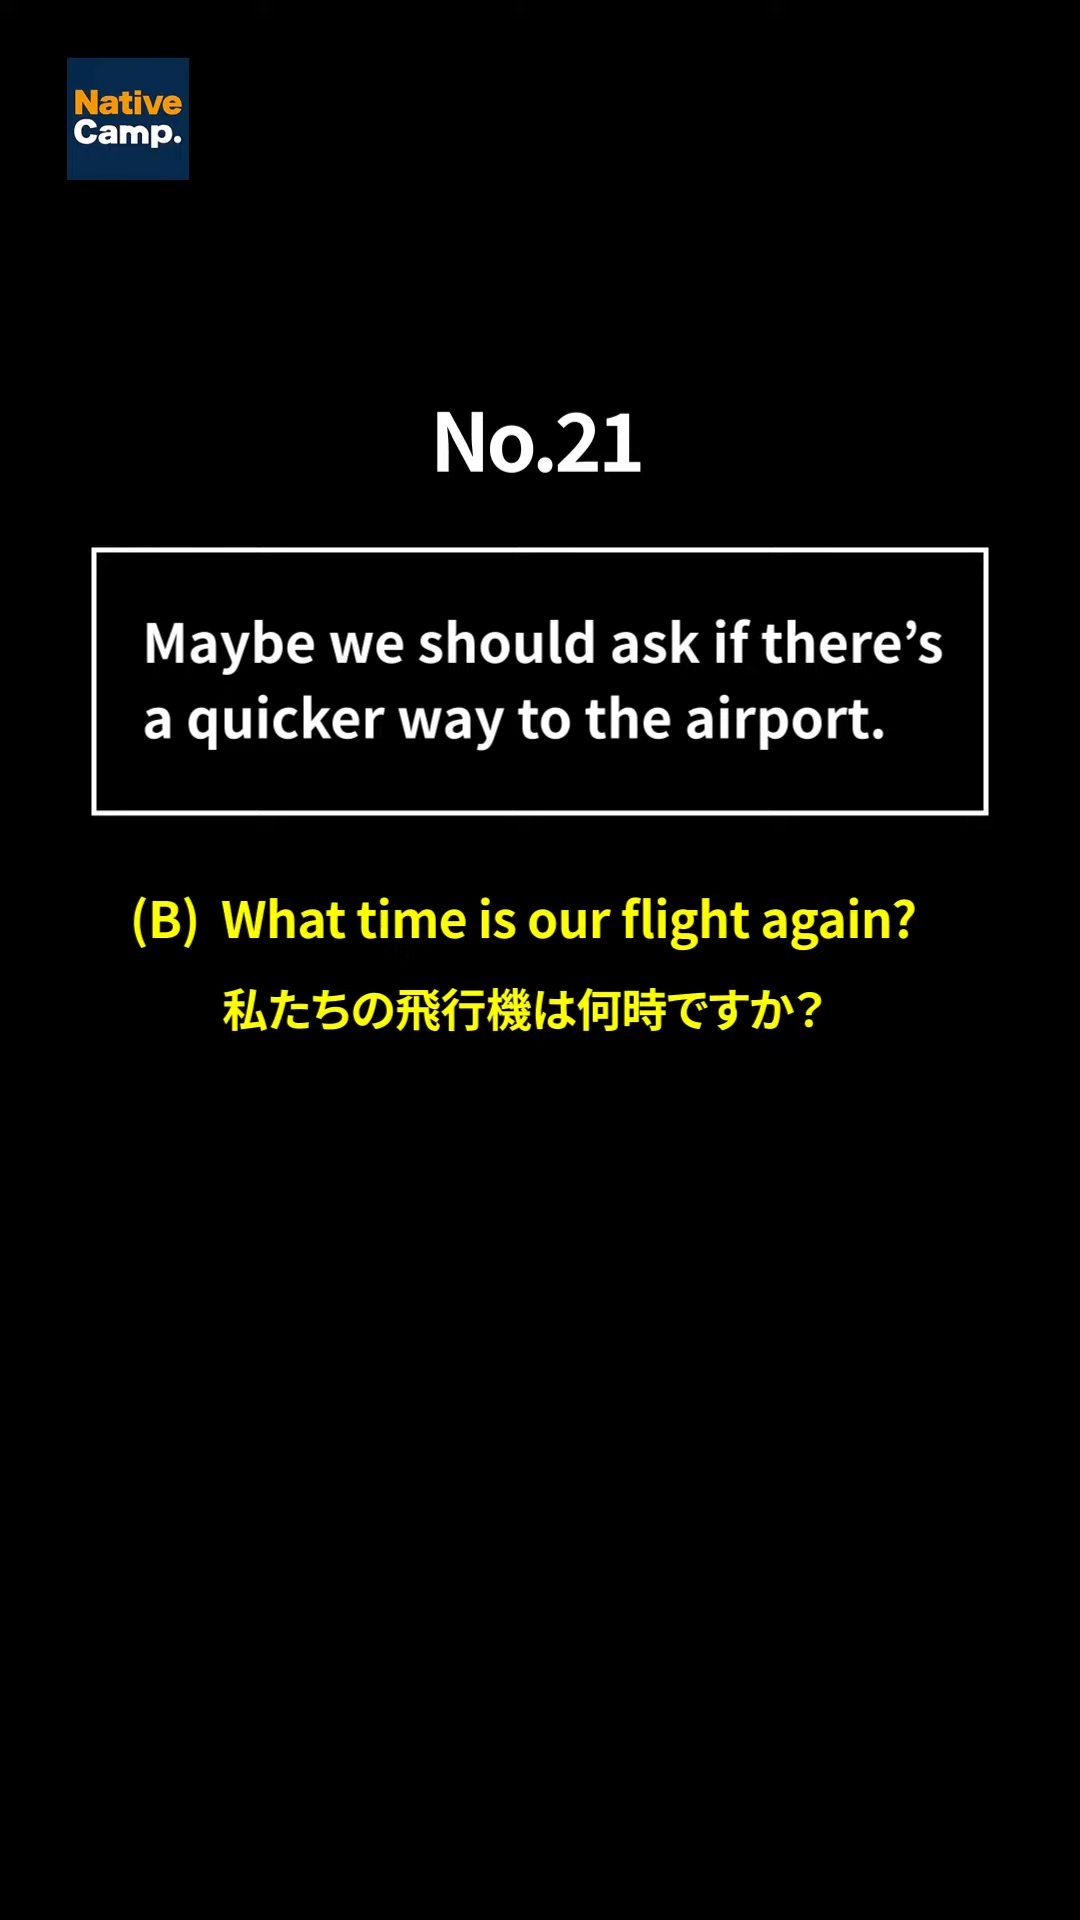 Native
Camp.
No.21
Maybe we should ask if there’s
a quicker way to the airport.
(B) What time is our flight again?
私たちの飛行機は何時ですか？